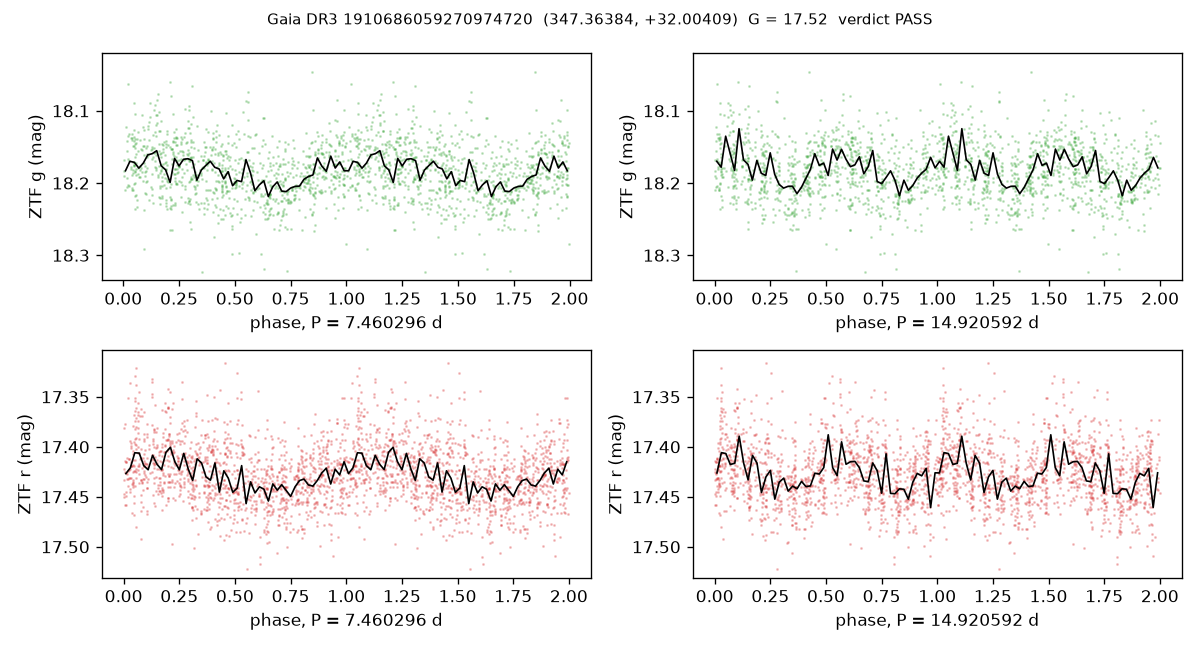 Gaia DR3 1910686059270974720  (347.36384, +32.00409)  G = 17.52  verdict PASS
ZTF g (mag)
18.1
18.2
18.3
0.00 0.25 0.50 0.75 1.00 1.25 1.50 1.75 2.00
phase, P = 7.460296 d
ZTF g (mag)
18.1
18.2
18.3
0.00 0.25 0.50 0.75 1.00 1.25 1.50 1.75 2.00
phase, P = 14.920592 d
ZTF r (mag)
17.35
17.40
17.45
17.50
0.00 0.25 0.50 0.75 1.00 1.25 1.50 1.75 2.00
phase, P = 7.460296 d
ZTF r (mag)
17.35
17.40
17.45
17.50
0.00 0.25 0.50 0.75 1.00 1.25 1.50 1.75 2.00
phase, P = 14.920592 d